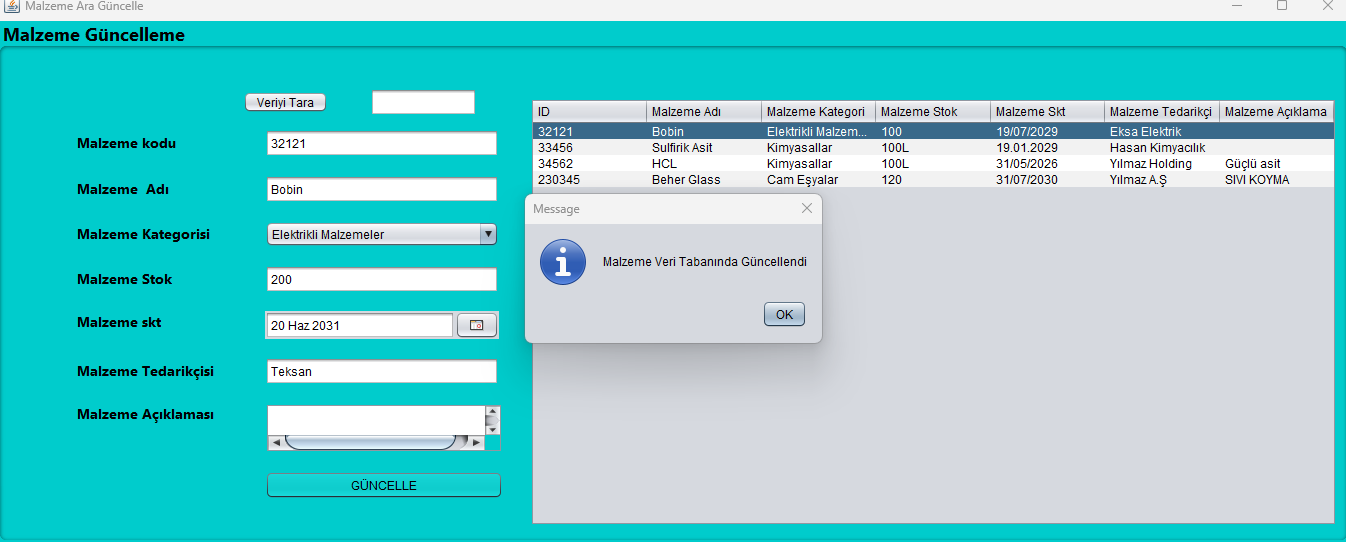 Malzeme Ara Güncelle
Malzeme Güncelleme
Veriyi Tara
Malzeme kodu 32121
Malzeme Adı Bobin
Malzeme Kategorisi Elektrikli Malzemeler
Malzeme Stok 200
Malzeme skt 20 Haz 2031
Malzeme Tedarikçisi Teksan
Malzeme Açıklaması
GÜNCELLE
ID Malzeme Adı Malzeme Kategori Malzeme Stok Malzeme Skt Malzeme Tedarikçi Malzeme Açıklama
32121 Bobin Elektrikli Malzem... 100 19/07/2029 Eksa Elektrik
33456 Sulfirik Asit Kimyasallar 100L 19.01.2029 Hasan Kimyacılık
34562 HCL Kimyasallar 100L 31/05/2026 Yılmaz Holding Güçlü asit
230345 Beher Glass Cam Eşyalar 120 31/07/2030 Yılmaz A.Ş SIVI KOYMA
Message
Malzeme Veri Tabanında Güncellendi
OK